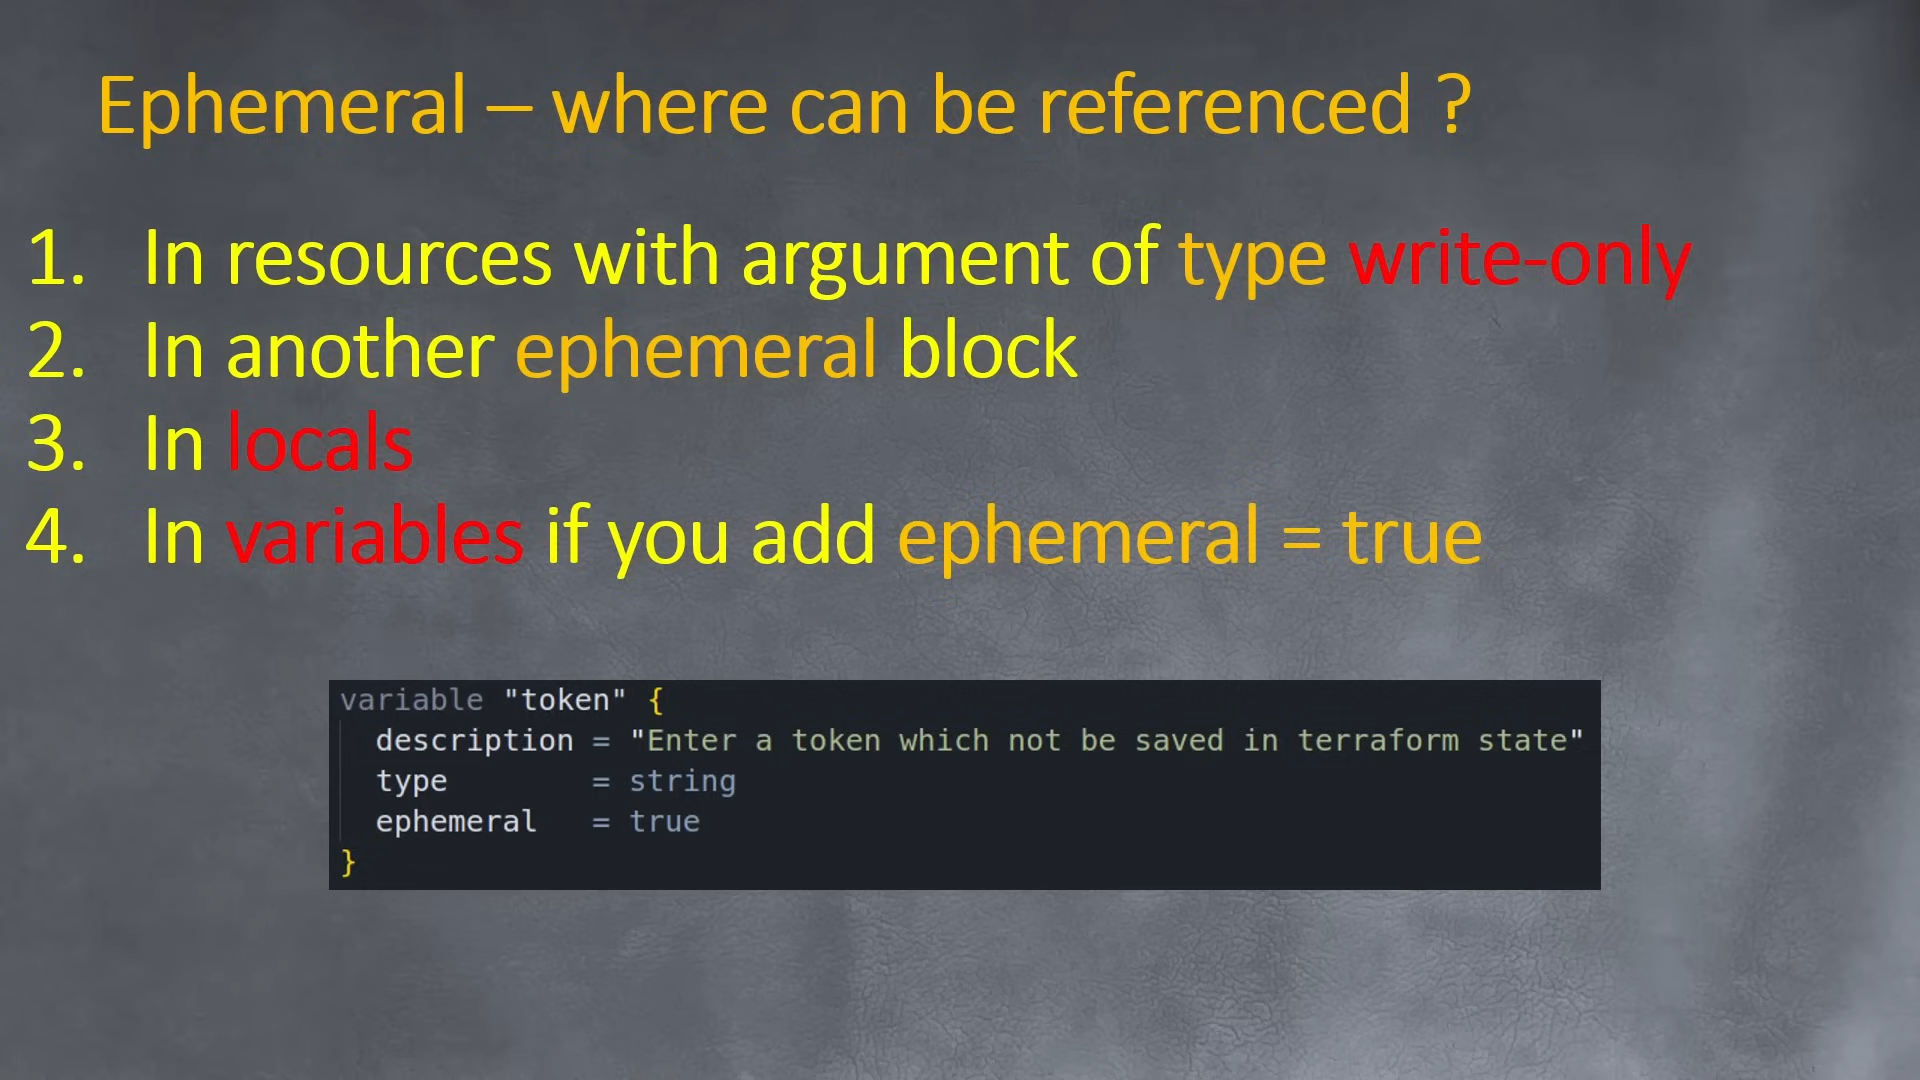 Ephemeral – where can be referenced ?
1. In resources with argument of type write-only
2. In another ephemeral block
3. In locals
4. In variables if you add ephemeral = true
variable "token" {
  description = "Enter a token which not be saved in terraform state"
  type        = string
  ephemeral   = true
}